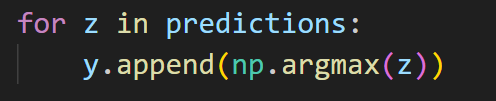 for z in predictions:
    y.append(np.argmax(z))